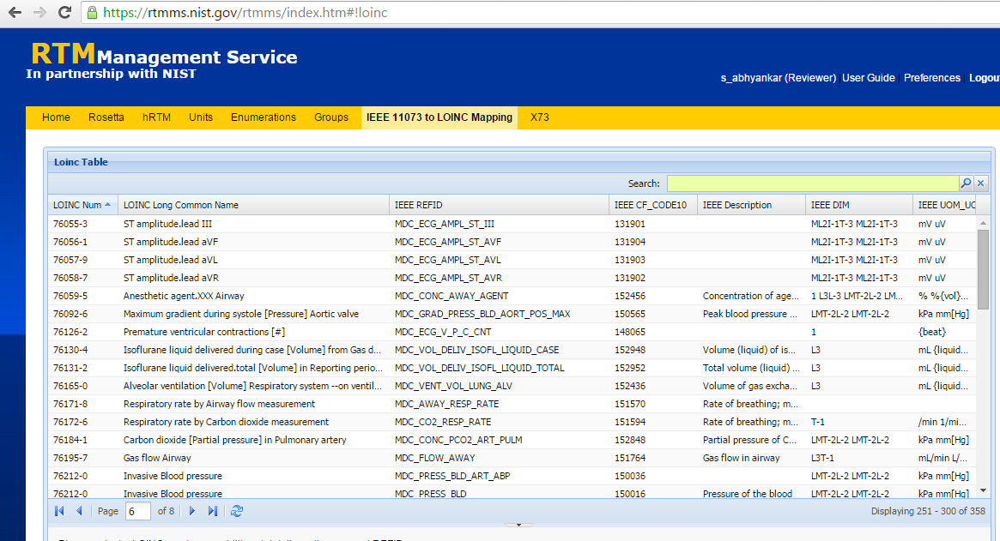 https://rtmms.nist.gov/rtmms/index.htm#!loinc
RTMManagement Service
In partnership with NIST
s_abhyankar (Reviewer) User Guide Preferences Logout
Home Rosetta hRTM Units Enumerations Groups IEEE 11073 to LOINC Mapping X73
Loinc Table
Search:
LOINC Num LOINC Long Common Name IEEE REFID IEEE CF_CODE10 IEEE Description IEEE DIM IEEE UOM_UC
76055-3 ST amplitude.lead III MDC_ECG_AMPL_ST_III 131901 ML2I-1T-3 ML2I-1T-3 mV uV
76056-1 ST amplitude.lead aVF MDC_ECG_AMPL_ST_AVF 131904 ML2I-1T-3 ML2I-1T-3 mV uV
76057-9 ST amplitude.lead aVL MDC_ECG_AMPL_ST_AVL 131903 ML2I-1T-3 ML2I-1T-3 mV uV
76058-7 ST amplitude.lead aVR MDC_ECG_AMPL_ST_AVR 131902 ML2I-1T-3 ML2I-1T-3 mV uV
76059-5 Anesthetic agent.XXX Airway MDC_CONC_AWAY_AGENT 152456 Concentration of age... 1 L3L-3 LMT-2L-2 LM... % %{vol}...
76092-6 Maximum gradient during systole [Pressure] Aortic valve MDC_GRAD_PRESS_BLD_AORT_POS_MAX 150565 Peak blood pressure ... LMT-2L-2 LMT-2L-2 kPa mm[Hg]
76126-2 Premature ventricular contractions [#] MDC_ECG_V_P_C_CNT 148065 1 {beat}
76130-4 Isoflurane liquid delivered during case [Volume] from Gas d... MDC_VOL_DELIV_ISOFL_LIQUID_CASE 152948 Volume (liquid) of is... L3 mL {liquid...
76131-2 Isoflurane liquid delivered.total [Volume] in Reporting perio... MDC_VOL_DELIV_ISOFL_LIQUID_TOTAL 152952 Total volume (liquid) ... L3 mL {liquid...
76165-0 Alveolar ventilation [Volume] Respiratory system --on ventil... MDC_VENT_VOL_LUNG_ALV 152436 Volume of gas excha... L3 mL {liquid...
76171-8 Respiratory rate by Airway flow measurement MDC_AWAY_RESP_RATE 151570 Rate of breathing; m...
76172-6 Respiratory rate by Carbon dioxide measurement MDC_CO2_RESP_RATE 151594 Rate of breathing; m... T-1 /min 1/mi...
76184-1 Carbon dioxide [Partial pressure] in Pulmonary artery MDC_CONC_PCO2_ART_PULM 152848 Partial pressure of C... LMT-2L-2 LMT-2L-2 kPa mm[Hg]
76195-7 Gas flow Airway MDC_FLOW_AWAY 151764 Gas flow in airway L3T-1 mL/min L/...
76212-0 Invasive Blood pressure MDC_PRESS_BLD_ART_ABP 150036 LMT-2L-2 LMT-2L-2 kPa mm[Hg]
76212-0 Invasive Blood pressure MDC_PRESS_BLD 150016 Pressure of the blood LMT-2L-2 LMT-2L-2 kPa mm[Hg]
Page 6 of 8 Displaying 251 - 300 of 358